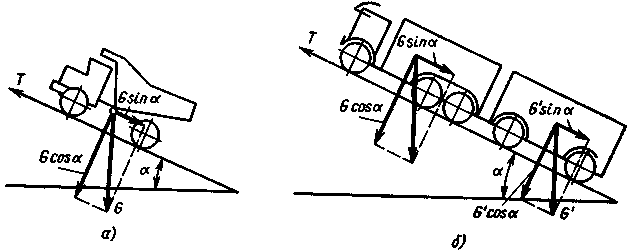 T
G sin α
G cos α
α
G
а)
T
G sin α
G cos α
G' sin α
α
G' cos α
G'
б)